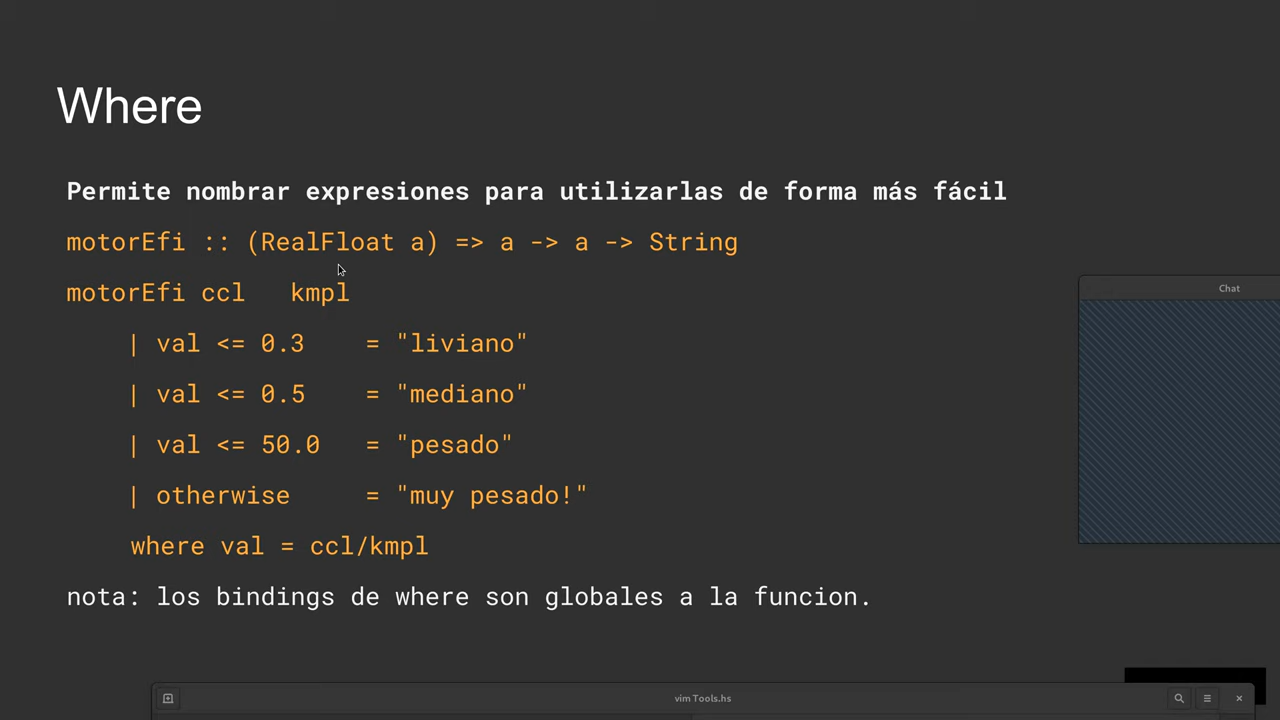 Where
Permite nombrar expresiones para utilizarlas de forma más fácil
motorEfi :: (RealFloat a) => a -> a -> String
motorEfi ccl kmpl
| val <= 0.3 = "liviano"
| val <= 0.5 = "mediano"
| val <= 50.0 = "pesado"
| otherwise = "muy pesado!"
where val = ccl/kmpl
nota: los bindings de where son globales a la funcion.
Chat
vim Tools.hs